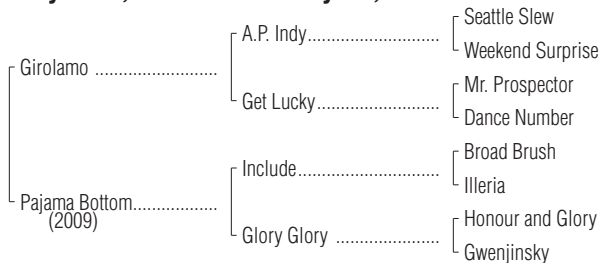 Seattle Slew
A.P. Indy
Weekend Surprise
Girolamo
Mr. Prospector
Get Lucky
Dance Number
Broad Brush
Include
Illeria
Pajama Bottom
(2009)
Honour and Glory
Glory Glory
Gwenjinsky